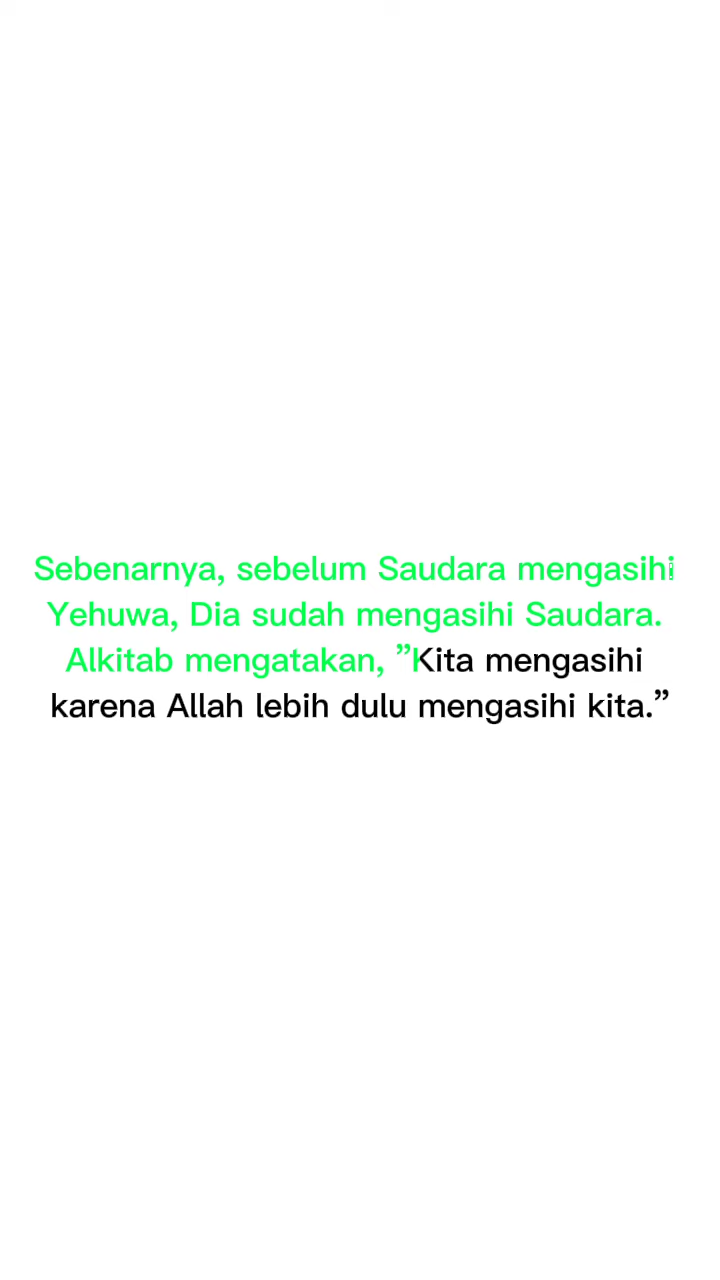 Sebenarnya, sebelum Saudara mengasihi
Yehuwa, Dia sudah mengasihi Saudara.
Alkitab mengatakan, ”Kita mengasihi
karena Allah lebih dulu mengasihi kita.”